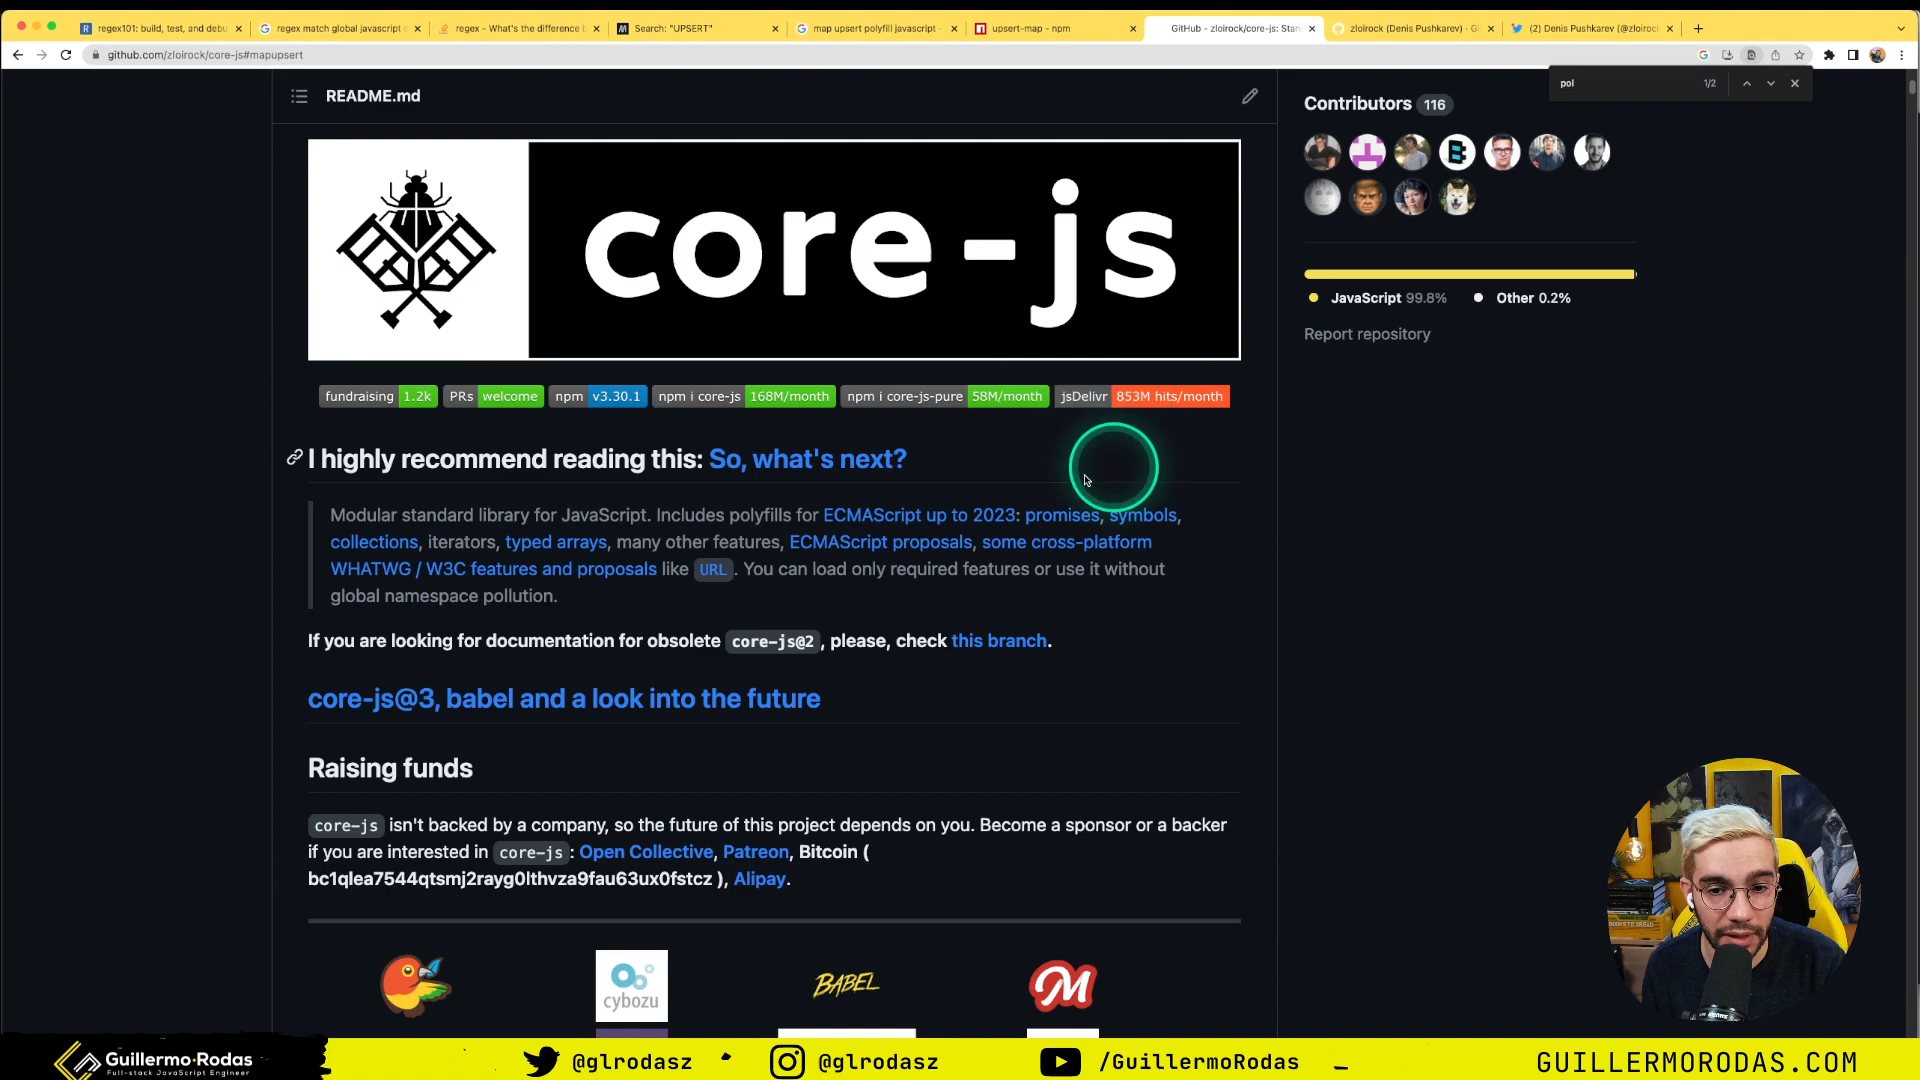 regex101: build, test, and debu
regex match global javascript c
regex - What's the difference b
Search: "UPSERT"
map upsert polyfill javascript -
upsert-map - npm
GitHub - zloirock/core-js: Stan
zloirock (Denis Pushkarev) · Gi
(2) Denis Pushkarev (@zloiroc
github.com/zloirock/core-js#mapupsert
pol
1/2
README.md
core-js
fundraising 1.2k
PRs welcome
npm v3.30.1
npm i core-js 168M/month
npm i core-js-pure 58M/month
jsDelivr 853M hits/month
I highly recommend reading this: So, what's next?
Modular standard library for JavaScript. Includes polyfills for ECMAScript up to 2023: promises, symbols,
collections, iterators, typed arrays, many other features, ECMAScript proposals, some cross-platform
WHATWG / W3C features and proposals like URL. You can load only required features or use it without
global namespace pollution.
If you are looking for documentation for obsolete core-js@2, please, check this branch.
core-js@3, babel and a look into the future
Raising funds
core-js isn't backed by a company, so the future of this project depends on you. Become a sponsor or a backer
if you are interested in core-js: Open Collective, Patreon, Bitcoin (
bc1qlea7544qtsmj2rayg0lthvza9fau63ux0fstcz ), Alipay.
cybozu
BABEL
M
Contributors 116
JavaScript 99.8%
Other 0.2%
Report repository
Guillermo·Rodas
Full-stack JavaScript Engineer
@glrodasz
@glrodasz
/GuillermoRodas
GUILLERMORODAS.COM